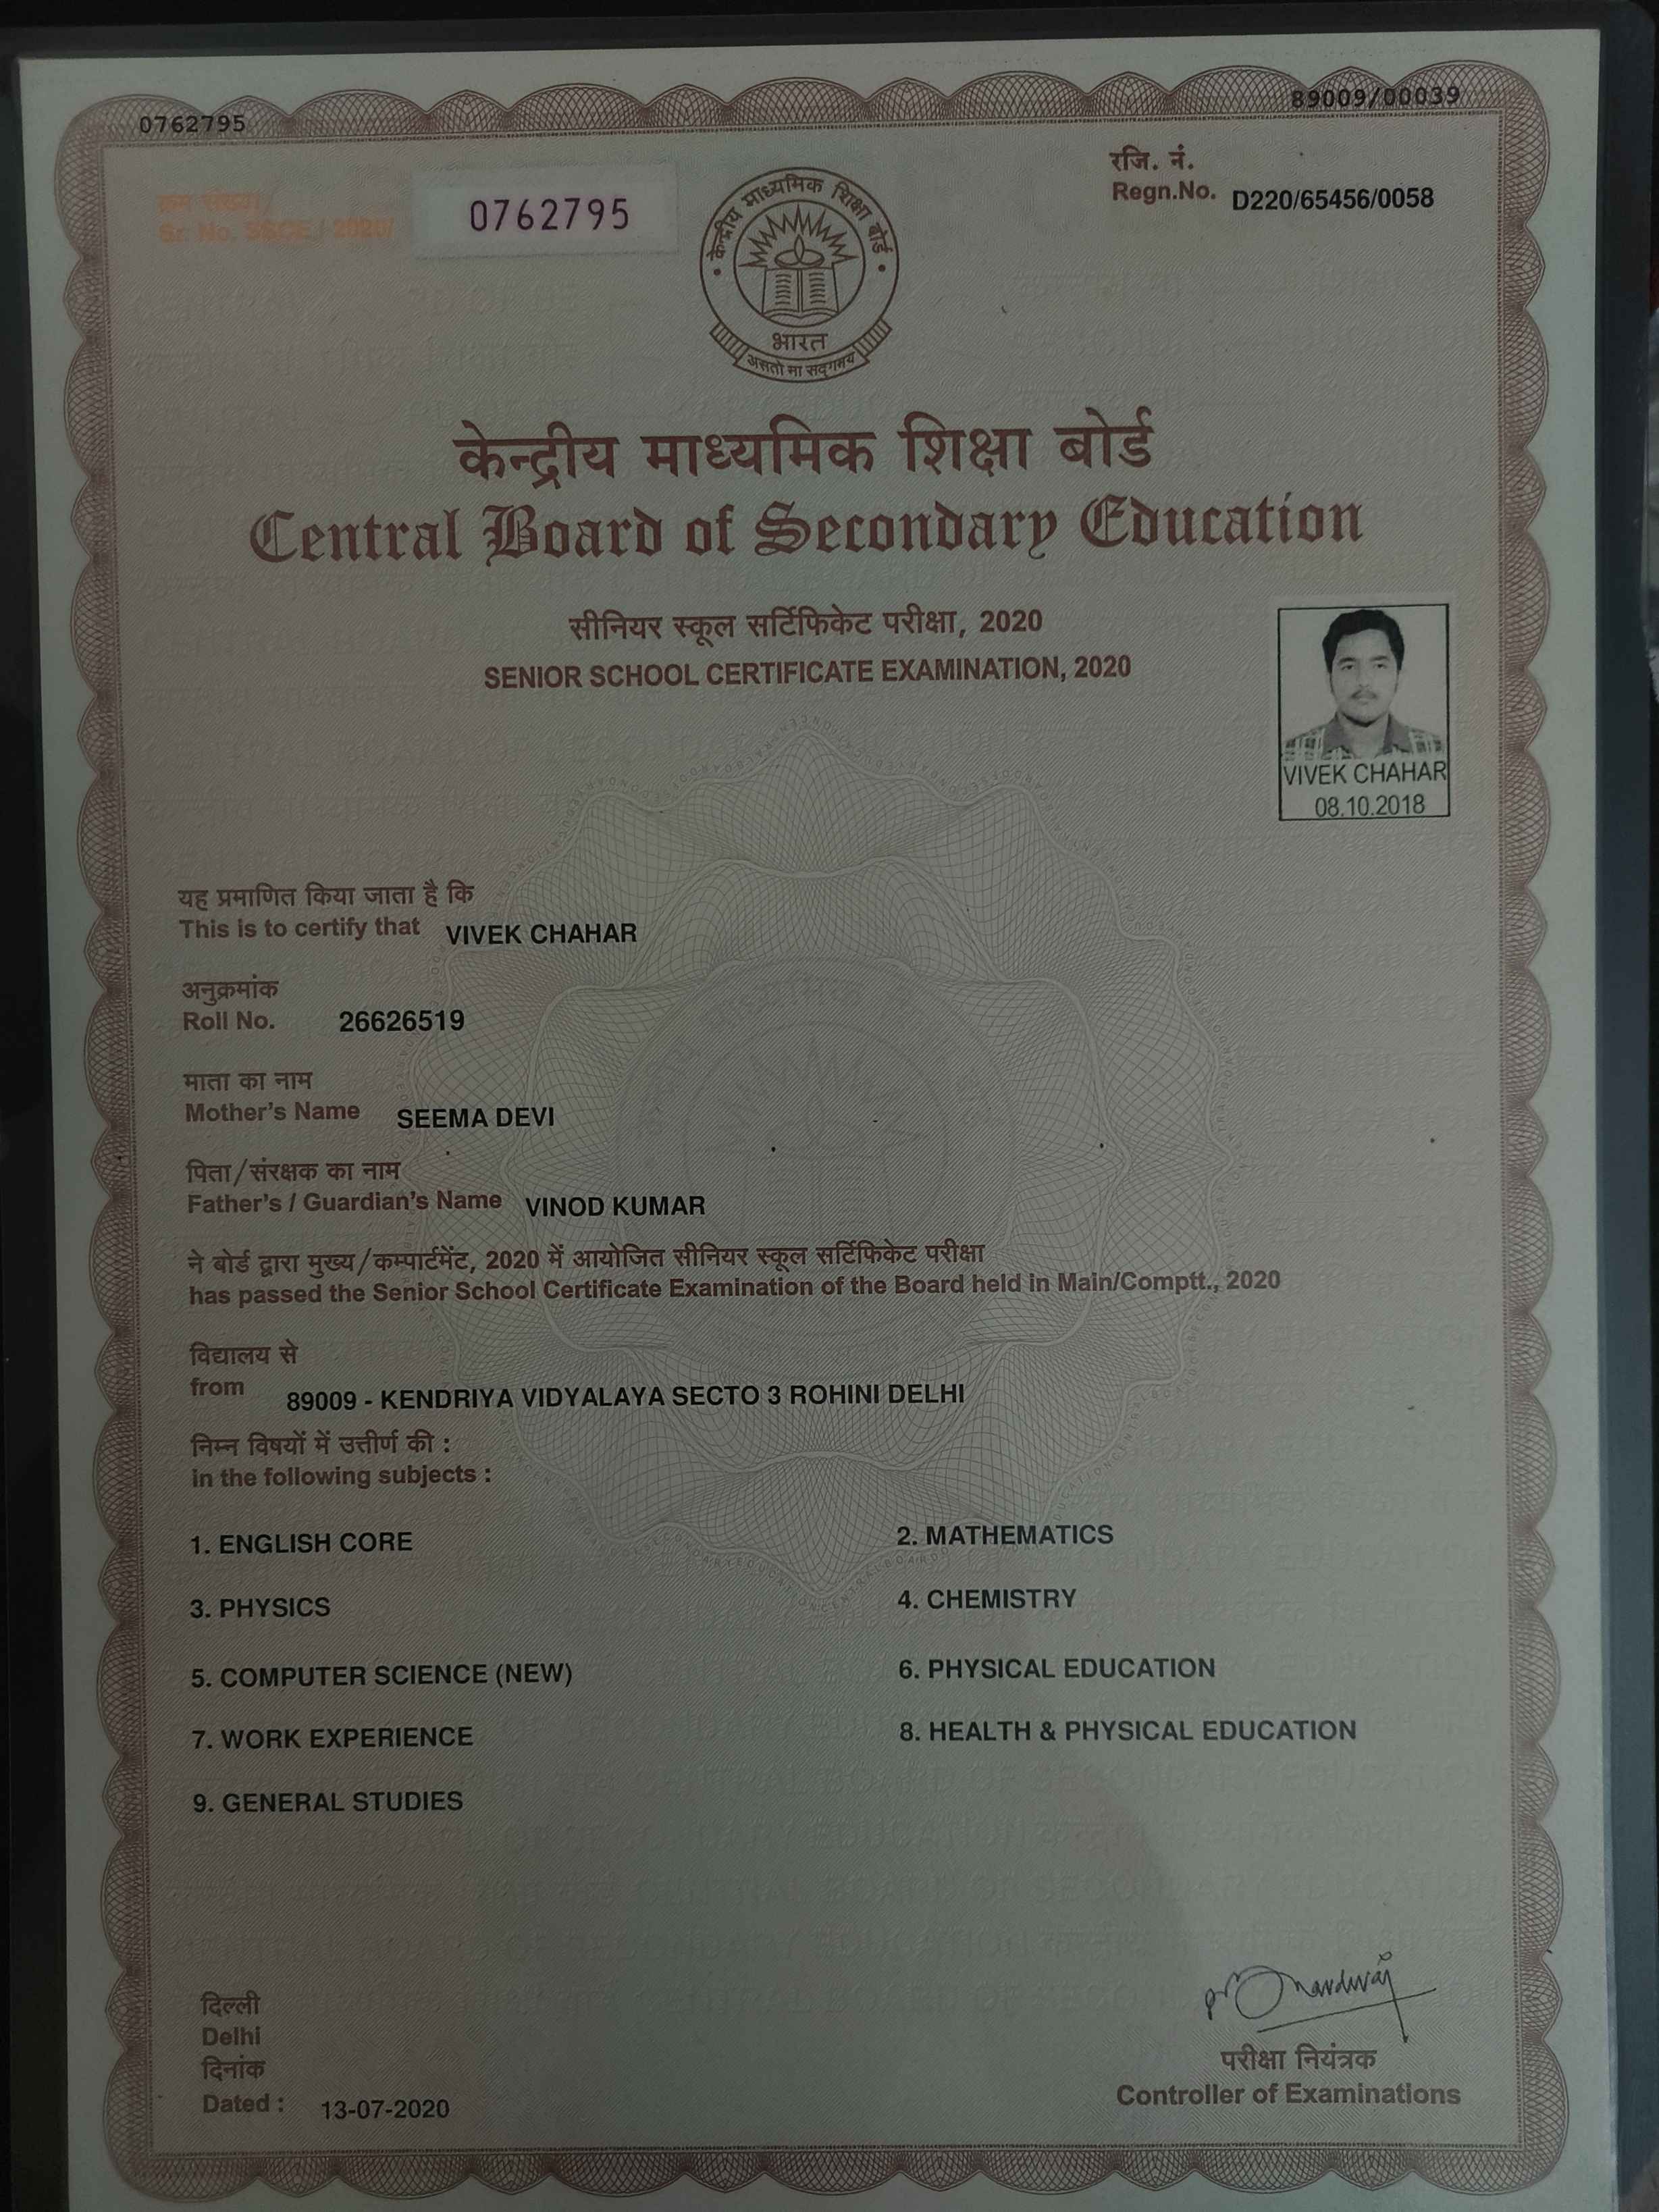 0762795
89009/00039
क्रम संख्या/
Sr. No. SSCE / 2020/
0762795
रजि. नं.
Regn.No. D220/65456/0058
केन्द्रीय माध्यमिक शिक्षा बोर्ड
भारत
असतो मा सद्गमय
केन्द्रीय माध्यमिक शिक्षा बोर्ड
Central Board of Secondary Education
सीनियर स्कूल सर्टिफिकेट परीक्षा, 2020
SENIOR SCHOOL CERTIFICATE EXAMINATION, 2020
VIVEK CHAHAR
08.10.2018
यह प्रमाणित किया जाता है कि
This is to certify that VIVEK CHAHAR
अनुक्रमांक
Roll No. 26626519
माता का नाम
Mother's Name SEEMA DEVI
पिता/संरक्षक का नाम
Father's / Guardian's Name VINOD KUMAR
ने बोर्ड द्वारा मुख्य/कम्पार्टमेंट, 2020 में आयोजित सीनियर स्कूल सर्टिफिकेट परीक्षा
has passed the Senior School Certificate Examination of the Board held in Main/Comptt., 2020
विद्यालय से
from 89009 - KENDRIYA VIDYALAYA SECTO 3 ROHINI DELHI
निम्न विषयों में उत्तीर्ण की :
in the following subjects :
1. ENGLISH CORE 2. MATHEMATICS
3. PHYSICS 4. CHEMISTRY
5. COMPUTER SCIENCE (NEW) 6. PHYSICAL EDUCATION
7. WORK EXPERIENCE 8. HEALTH & PHYSICAL EDUCATION
9. GENERAL STUDIES
दिल्ली
Delhi
दिनांक
Dated : 13-07-2020
परीक्षा नियंत्रक
Controller of Examinations